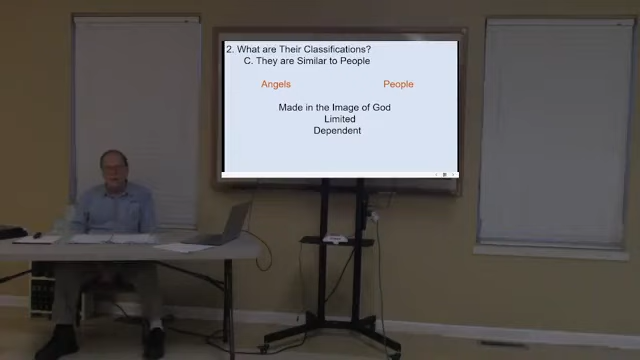 2. What are Their Classifications?
C. They are Similar to People
Angels People
Made in the Image of God
Limited
Dependent